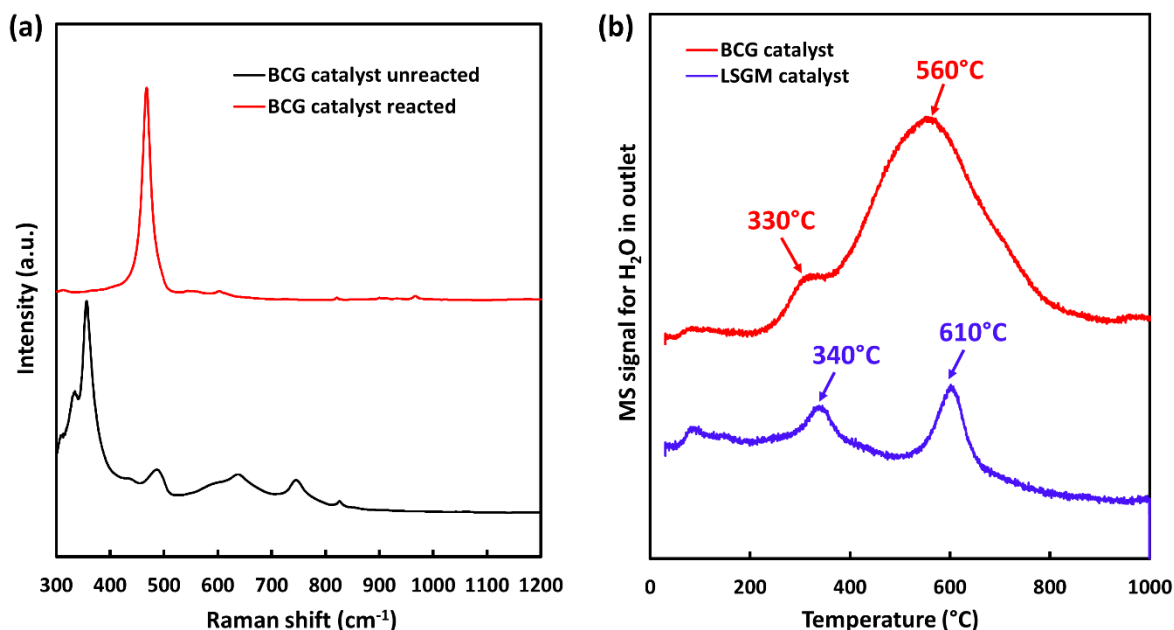 (a)
BCG catalyst unreacted
BCG catalyst reacted
Intensity (a.u.)
300 400 500 600 700 800 900 1000 1100 1200
Raman shift (cm⁻¹)
(b)
BCG catalyst
LSGM catalyst
560°C
330°C
610°C
340°C
MS signal for H₂O in outlet
0 200 400 600 800 1000
Temperature (°C)